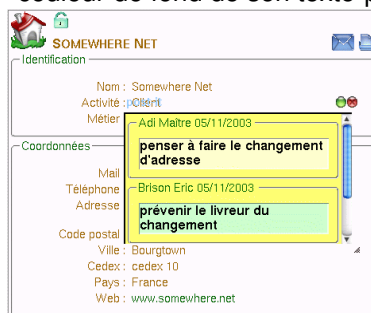 couleur de fond de son texte
SOMEWHERE NET
Identification
Nom : Somewhere Net
Activité : Client
Métier
Adi Maître 05/11/2003
penser à faire le changement
d'adresse
Coordonnées
Brison Eric 05/11/2003
Mail
Téléphone
Adresse
prévenir le livreur du
changement
Code postal
Ville : Bourgtown
Cedex : cedex 10
Pays : France
Web : www.somewhere.net